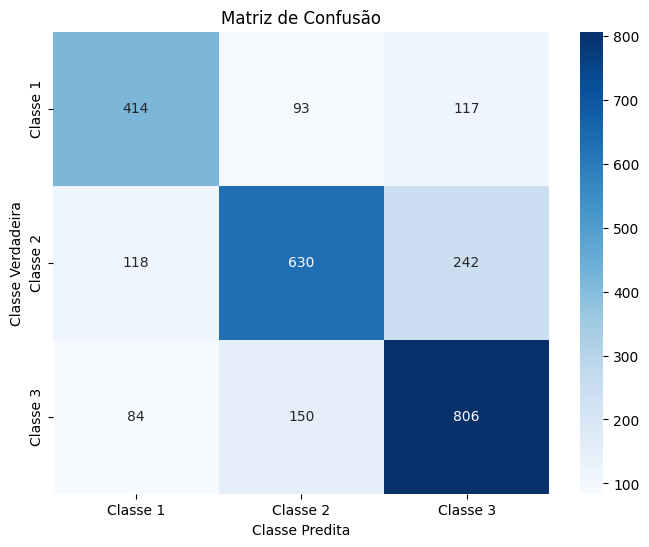 Matriz de Confusão
Classe Verdadeira
Classe 1
414 93 117
Classe 2
118 630 242
Classe 3
84 150 806
Classe 1 Classe 2 Classe 3
Classe Predita
800
700
600
500
400
300
200
100